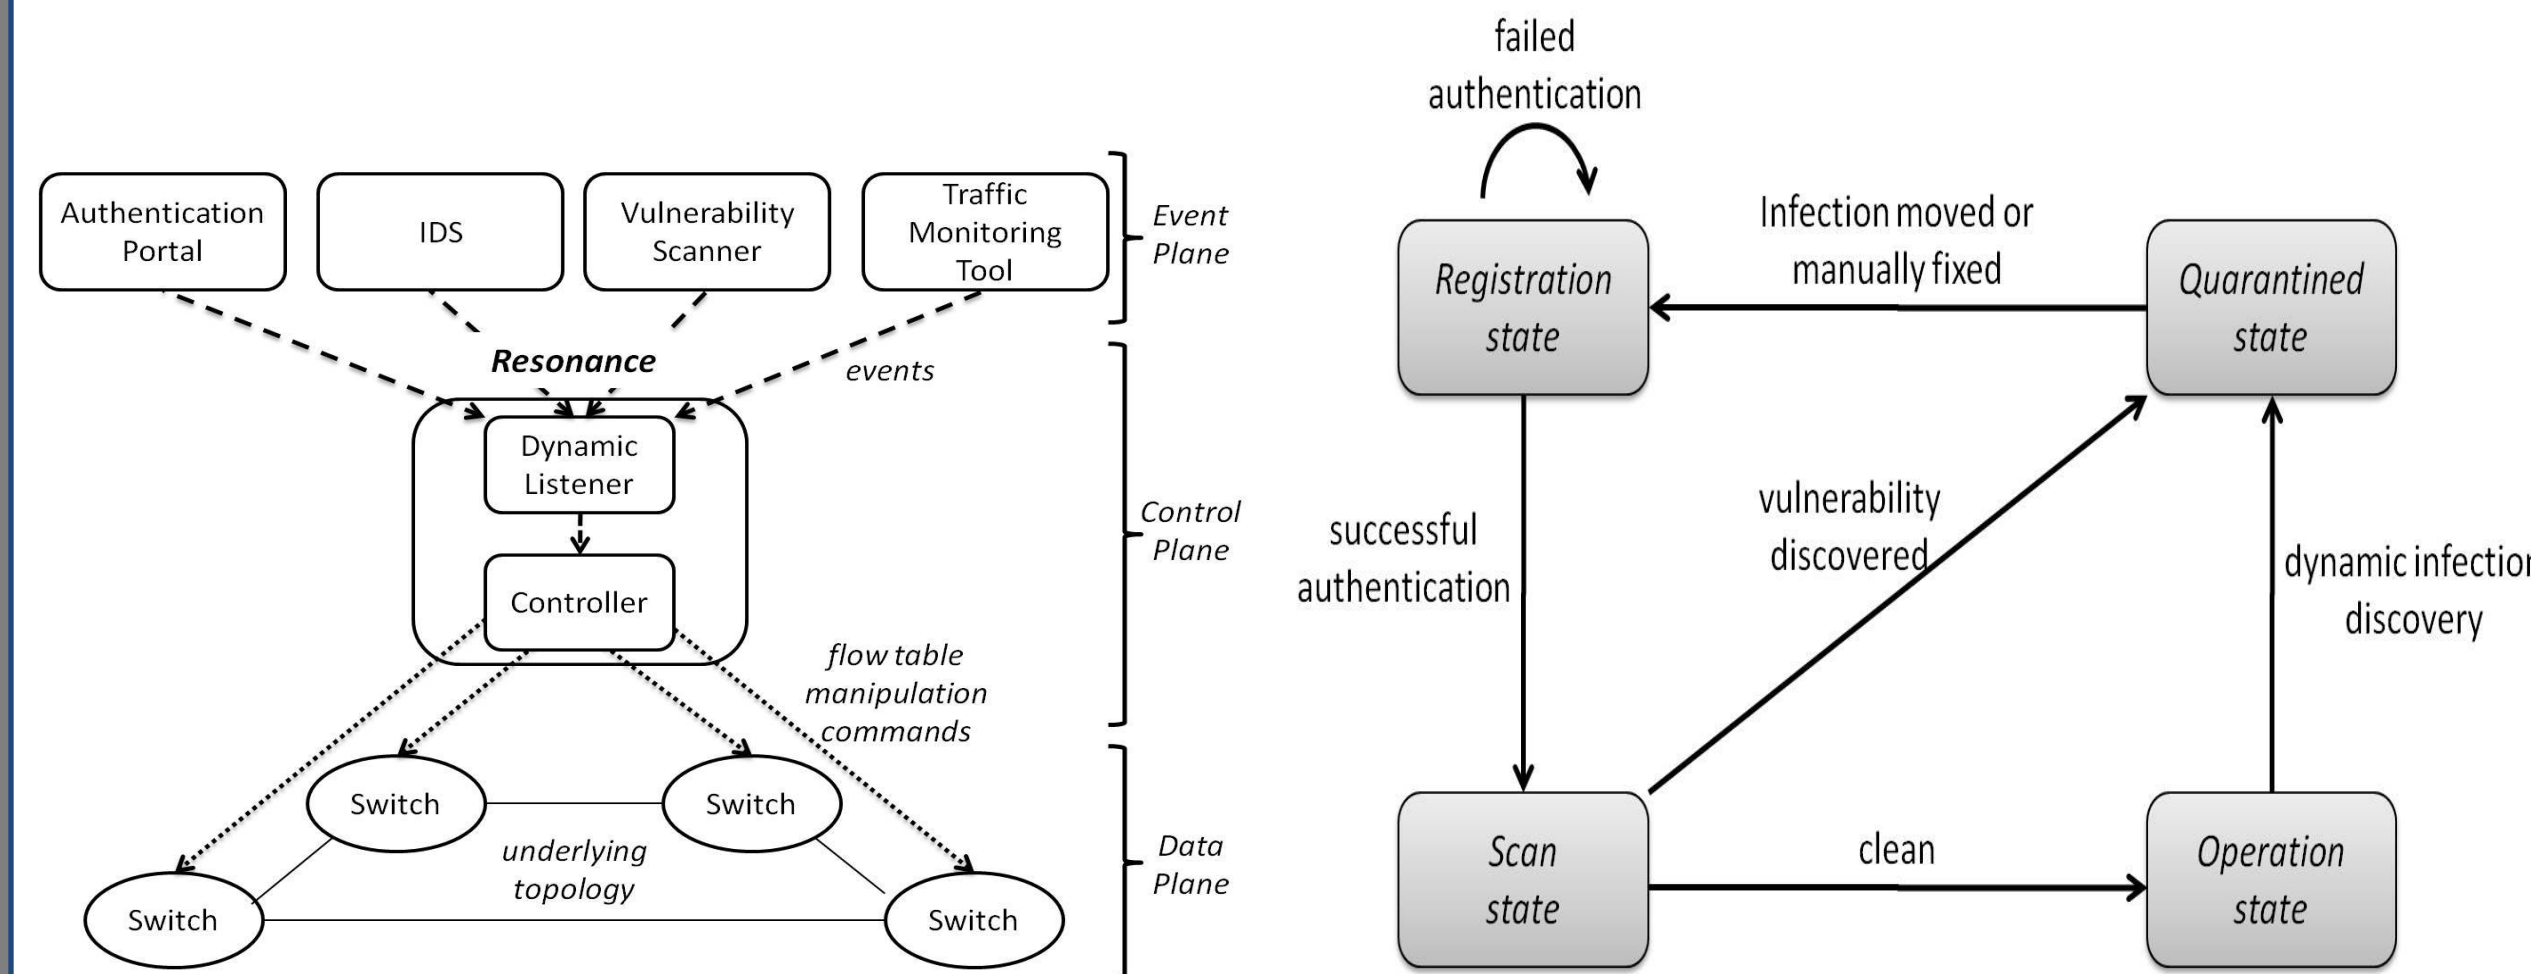 Authentication
Portal
IDS
Vulnerability
Scanner
Traffic
Monitoring
Tool
Event
Plane
Resonance
events
Dynamic
Listener
Controller
Control
Plane
flow table
manipulation
commands
Switch
Switch
underlying
topology
Switch
Switch
Data
Plane
failed
authentication
Registration
state
Infection moved or
manually fixed
Quarantined
state
successful
authentication
vulnerability
discovered
dynamic infection
discovery
Scan
state
clean
Operation
state